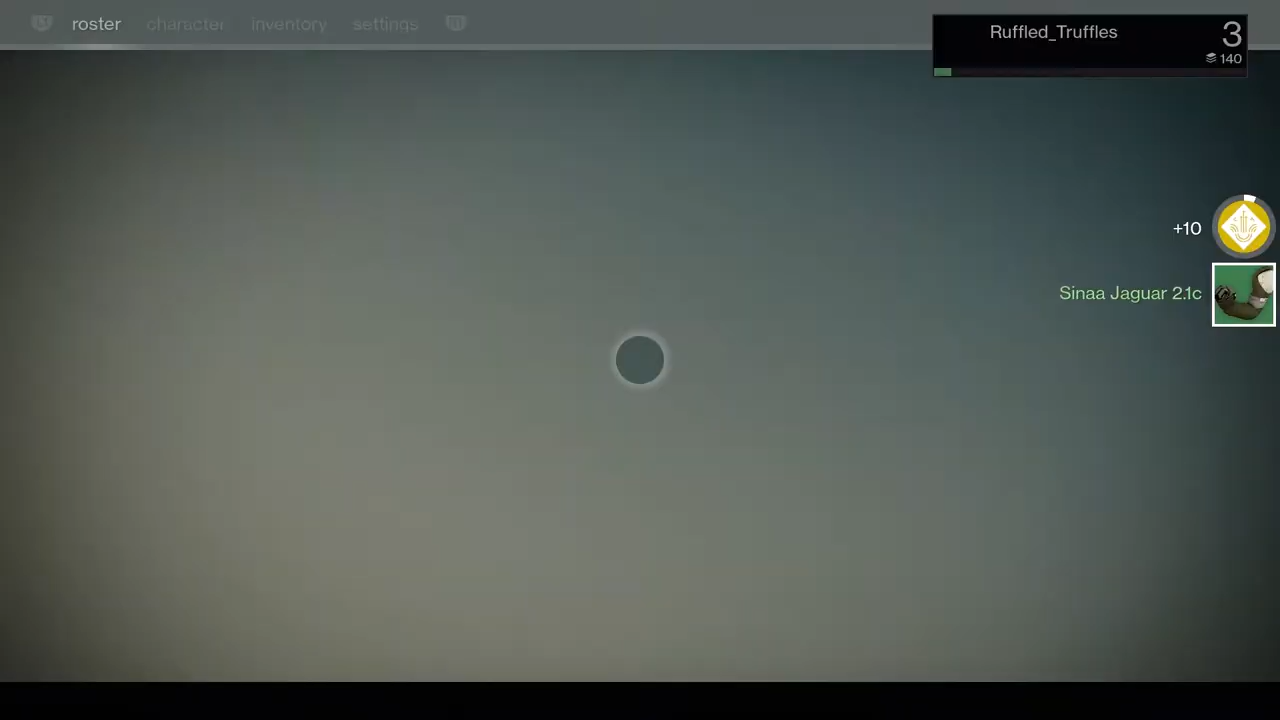 roster character inventory settings
Ruffled_Truffles 3
140
+10
Sinaa Jaguar 2.1c